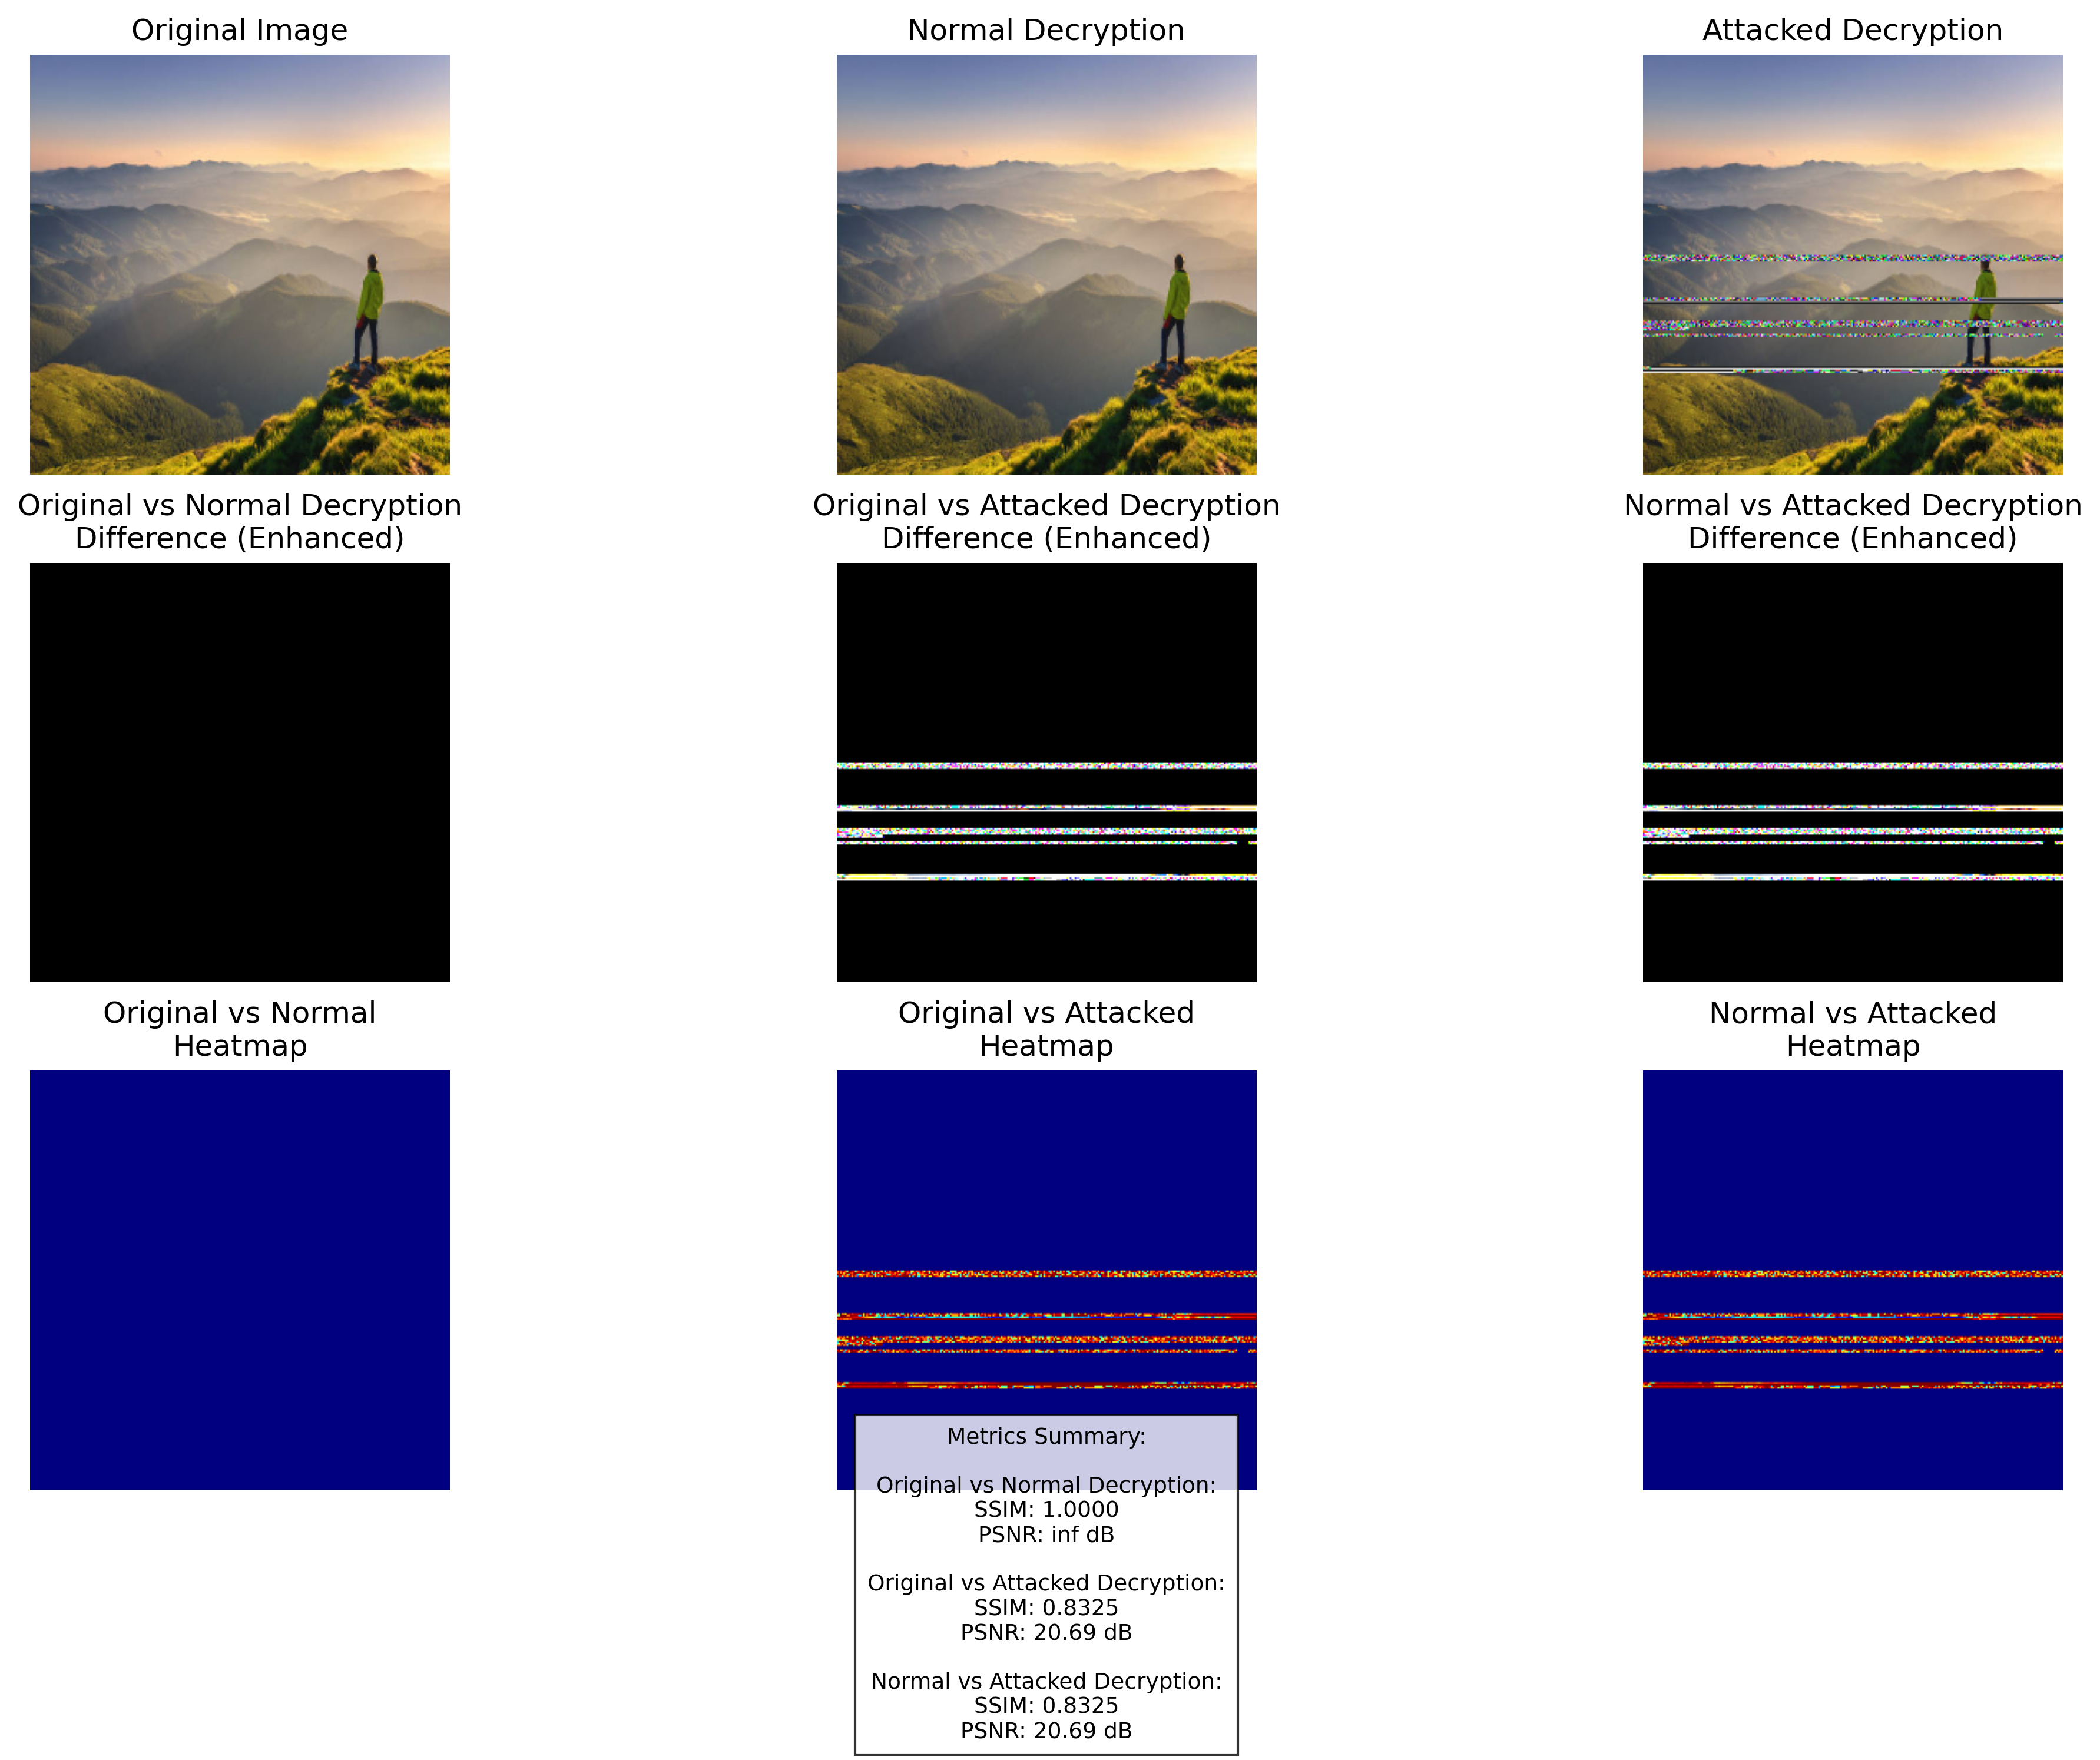 Original Image
Normal Decryption
Attacked Decryption
Original vs Normal Decryption
Difference (Enhanced)
Original vs Attacked Decryption
Difference (Enhanced)
Normal vs Attacked Decryption
Difference (Enhanced)
Original vs Normal
Heatmap
Original vs Attacked
Heatmap
Normal vs Attacked
Heatmap
Metrics Summary:
Original vs Normal Decryption:
SSIM: 1.0000
PSNR: inf dB
Original vs Attacked Decryption:
SSIM: 0.8325
PSNR: 20.69 dB
Normal vs Attacked Decryption:
SSIM: 0.8325
PSNR: 20.69 dB